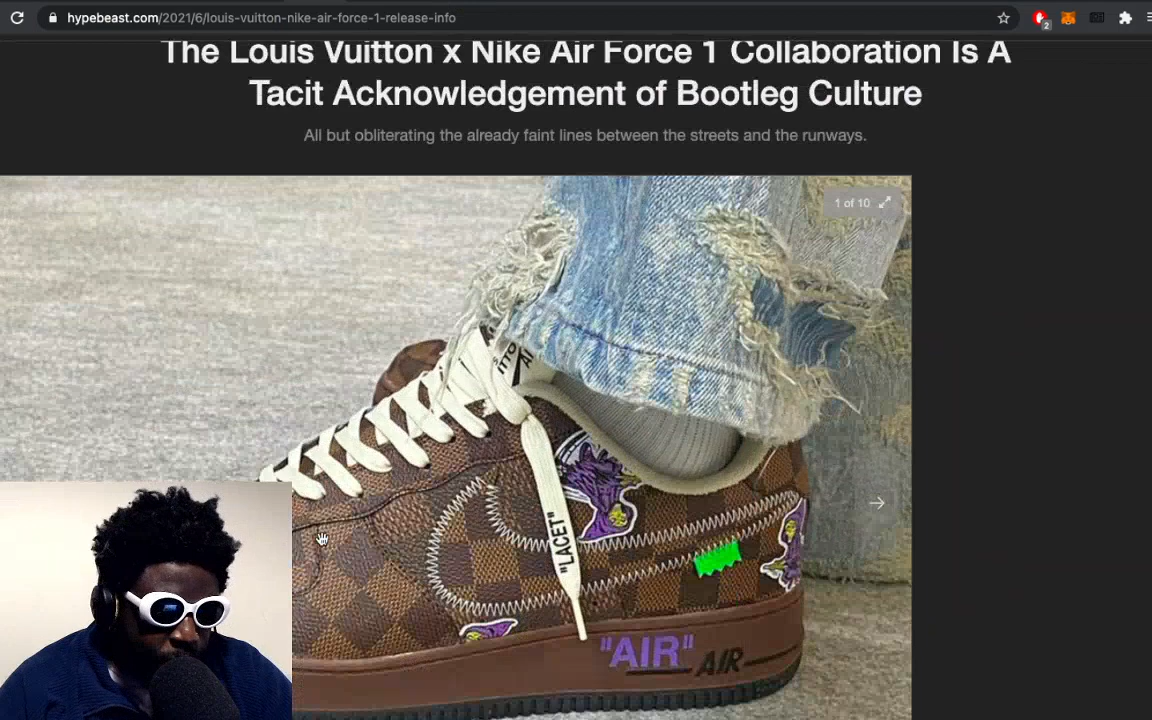 hypebeast.com/2021/6/louis-vuitton-nike-air-force-1-release-info
2
The Louis Vuitton x Nike Air Force 1 Collaboration Is A
Tacit Acknowledgement of Bootleg Culture
All but obliterating the already faint lines between the streets and the runways.
1 of 10
"LACET"
"AIR"
AIR